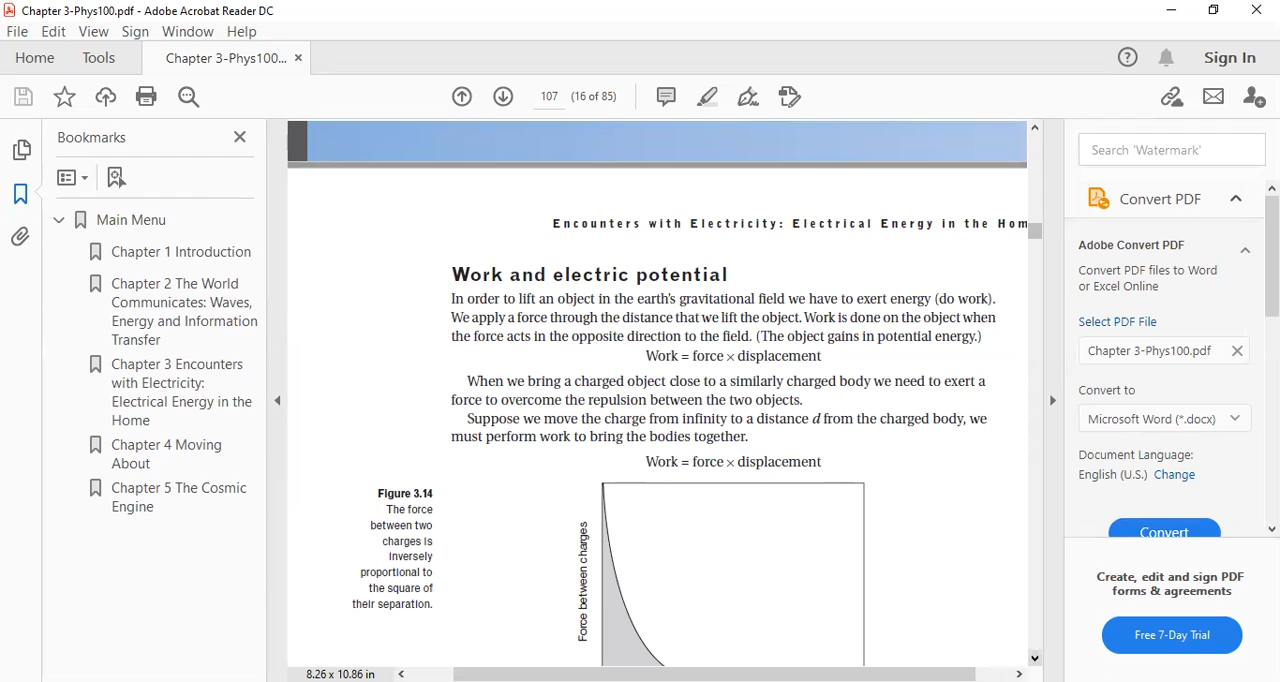 Chapter 3-Phys100.pdf - Adobe Acrobat Reader DC
File Edit View Sign Window Help
Home Tools Chapter 3-Phys100... × Sign In
107 (16 of 85)
Bookmarks
Main Menu
Chapter 1 Introduction
Chapter 2 The World
Communicates: Waves,
Energy and Information
Transfer
Chapter 3 Encounters
with Electricity:
Electrical Energy in the
Home
Chapter 4 Moving
About
Chapter 5 The Cosmic
Engine
Encounters with Electricity: Electrical Energy in the Hom
Work and electric potential
In order to lift an object in the earth's gravitational field we have to exert energy (do work).
We apply a force through the distance that we lift the object. Work is done on the object when
the force acts in the opposite direction to the field. (The object gains in potential energy.)
Work = force × displacement
When we bring a charged object close to a similarly charged body we need to exert a
force to overcome the repulsion between the two objects.
Suppose we move the charge from infinity to a distance d from the charged body, we
must perform work to bring the bodies together.
Work = force × displacement
Figure 3.14
The force
between two
charges is
inversely
proportional to
the square of
their separation.
Force between charges
8.26 x 10.86 in
Search 'Watermark'
Convert PDF
Adobe Convert PDF
Convert PDF files to Word
or Excel Online
Select PDF File
Chapter 3-Phys100.pdf
Convert to
Microsoft Word (*.docx)
Document Language:
English (U.S.) Change
Convert
Create, edit and sign PDF
forms & agreements
Free 7-Day Trial